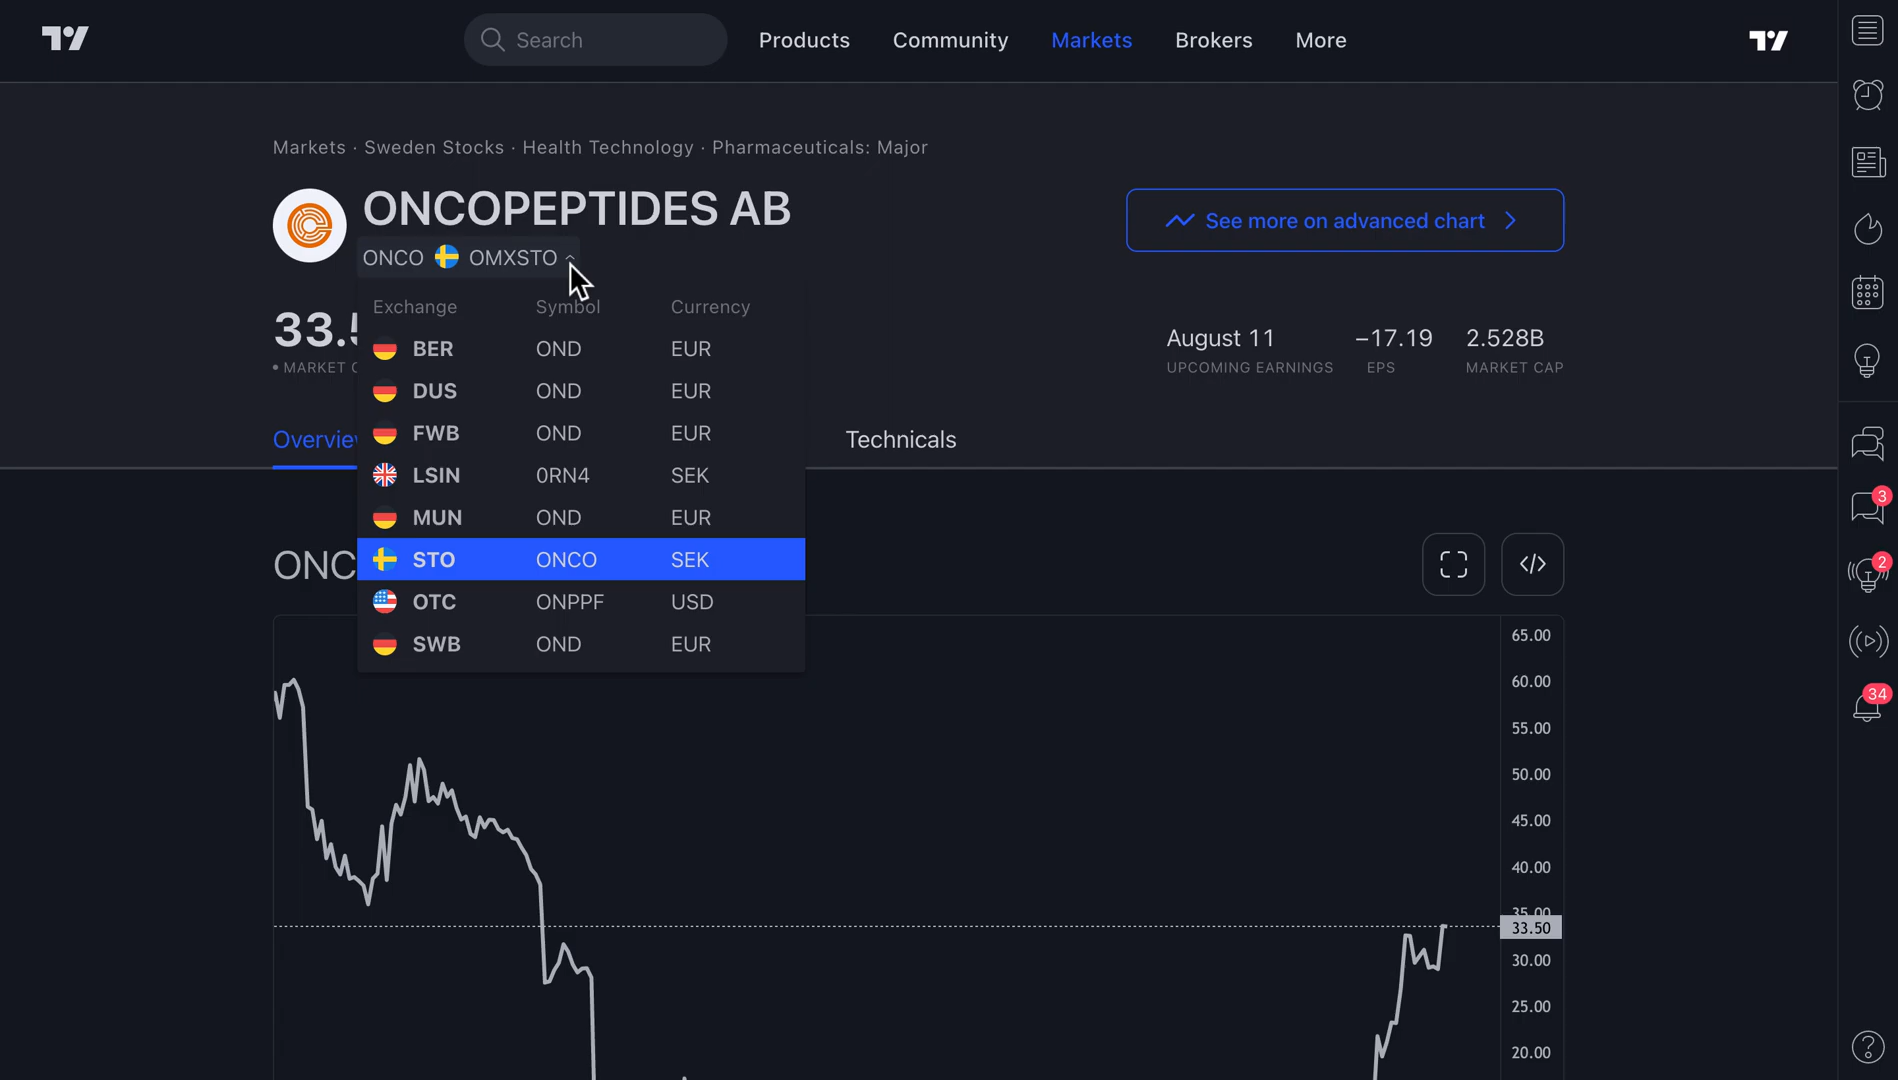 Search
Products
Community
Markets
Brokers
More
Markets · Sweden Stocks · Health Technology · Pharmaceuticals: Major
ONCOPEPTIDES AB
ONCO OMXSTO
See more on advanced chart
33.5
MARKET
August 11
UPCOMING EARNINGS
−17.19
EPS
2.528B
MARKET CAP
Exchange Symbol Currency
BER OND EUR
DUS OND EUR
FWB OND EUR
LSIN 0RN4 SEK
MUN OND EUR
STO ONCO SEK
OTC ONPPF USD
SWB OND EUR
Technicals
ONC
65.00
60.00
55.00
50.00
45.00
40.00
35.00
33.50
30.00
25.00
20.00
3
2
34